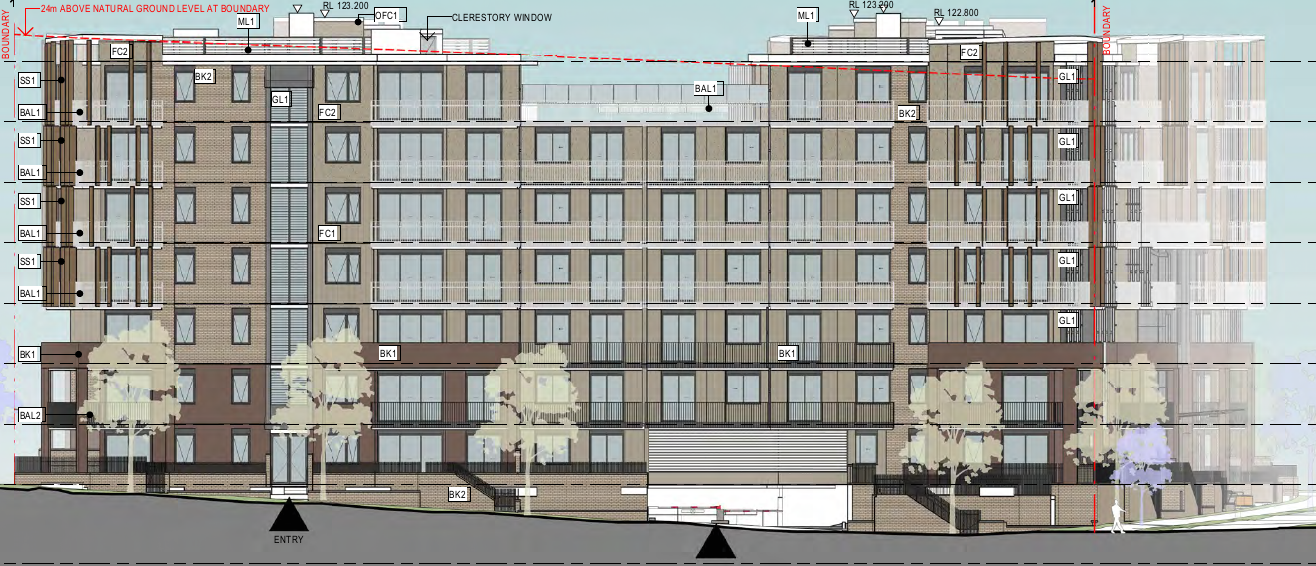 1
1
24m ABOVE NATURAL GROUND LEVEL AT BOUNDARY
RL 123.200
OFC1
CLERESTORY WINDOW
RL 123.200
RL 122.800
BOUNDARY
BOUNDARY
ML1
ML1
FC2
FC2
BK2
SS1
GL1
GL1
BAL1
BAL1
FC2
BK2
SS1
GL1
BAL1
SS1
GL1
BAL1
FC1
SS1
GL1
BAL1
GL1
BK1
BK1
BK1
BAL2
BK2
ENTRY